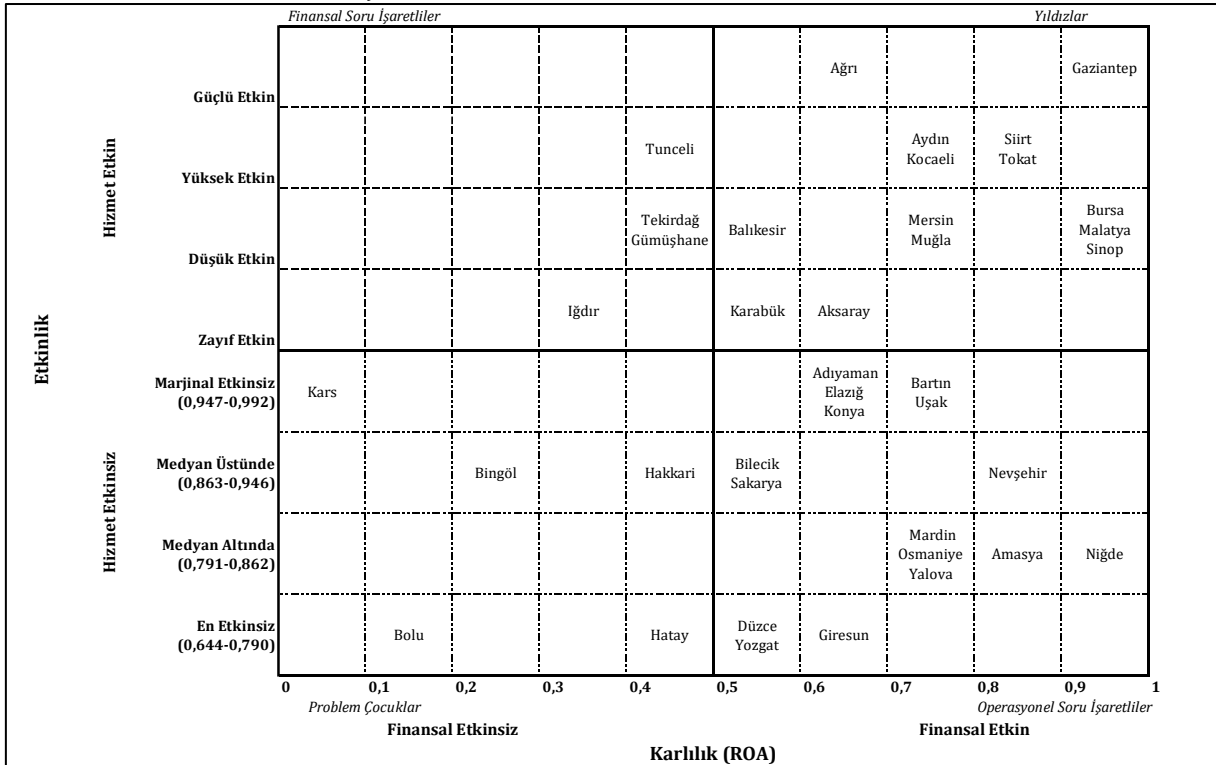 Finansal Soru İşaretliler
Yıldızlar
Ağrı
Gaziantep
Güçlü Etkin
Hizmet Etkin
Tunceli
Aydın
Kocaeli
Siirt
Tokat
Yüksek Etkin
Tekirdağ
Gümüşhane
Balıkesir
Mersin
Muğla
Bursa
Malatya
Sinop
Düşük Etkin
Iğdır
Karabük
Aksaray
Zayıf Etkin
Etkinlik
Marjinal Etkinsiz
(0,947-0,992)
Kars
Adıyaman
Elazığ
Konya
Bartın
Uşak
Hizmet Etkinsiz
Medyan Üstünde
(0,863-0,946)
Bingöl
Hakkari
Bilecik
Sakarya
Nevşehir
Medyan Altında
(0,791-0,862)
Mardin
Osmaniye
Yalova
Amasya
Niğde
En Etkinsiz
(0,644-0,790)
Bolu
Hatay
Düzce
Yozgat
Giresun
0 0,1 0,2 0,3 0,4 0,5 0,6 0,7 0,8 0,9 1
Problem Çocuklar
Operasyonel Soru İşaretliler
Finansal Etkinsiz
Finansal Etkin
Karlılık (ROA)